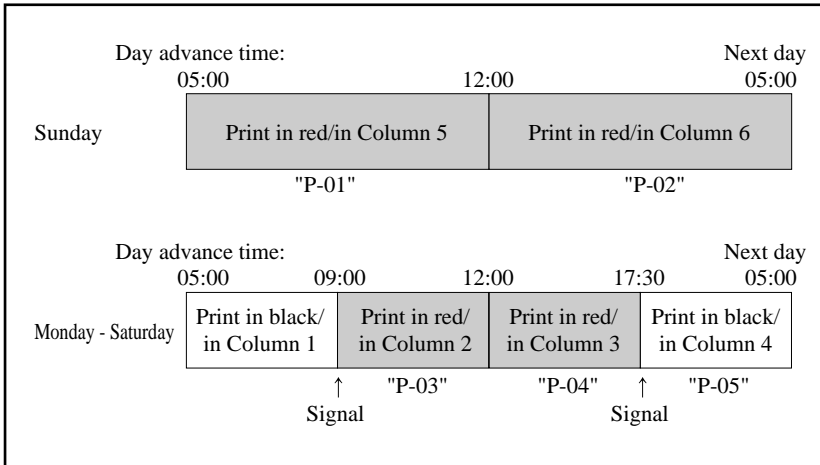 Day advance time: Next day
05:00 12:00 05:00
Sunday Print in red/in Column 5 Print in red/in Column 6
"P-01" "P-02"
Day advance time: Next day
05:00 09:00 12:00 17:30 05:00
Monday - Saturday
Print in black/ Print in red/ Print in red/ Print in black/
in Column 1 in Column 2 in Column 3 in Column 4
↑ "P-03" "P-04" ↑ "P-05"
Signal Signal